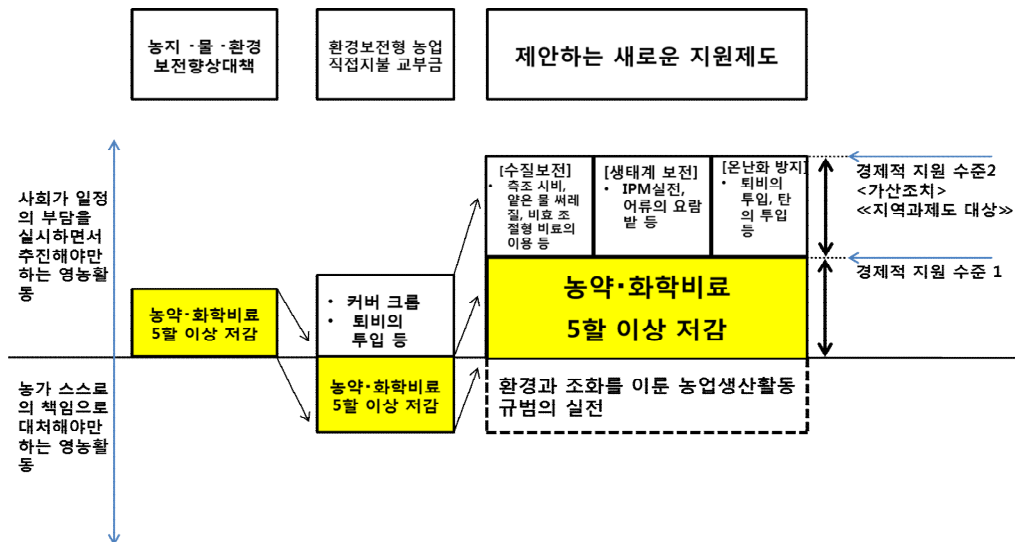 농지 ·물 ·환경
보전향상대책
환경보전형 농업
직접지불 교부금
제안하는 새로운 지원제도
사회가 일정
의 부담을
실시하면서
추진해야만
하는 영농활
동
농가 스스로
의 책임으로
대처해야만
하는 영농활
동
농약·화학비료
5할 이상 저감
• 커버 크롭
• 퇴비의
투입 등
농약·화학비료
5할 이상 저감
[수질보전]
• 측조 시비,
얕은 물 써레
질, 비효 조
절형 비료의
이용 등
[생태계 보전]
• IPM실전,
어류의 요람
밭 등
[온난화 방지]
• 퇴비의
투입, 탄
의 투입
등
농약·화학비료
5할 이상 저감
환경과 조화를 이룬 농업생산활동
규범의 실전
경제적 지원 수준2
<가산조치>
≪지역과제도 대상≫
경제적 지원 수준 1